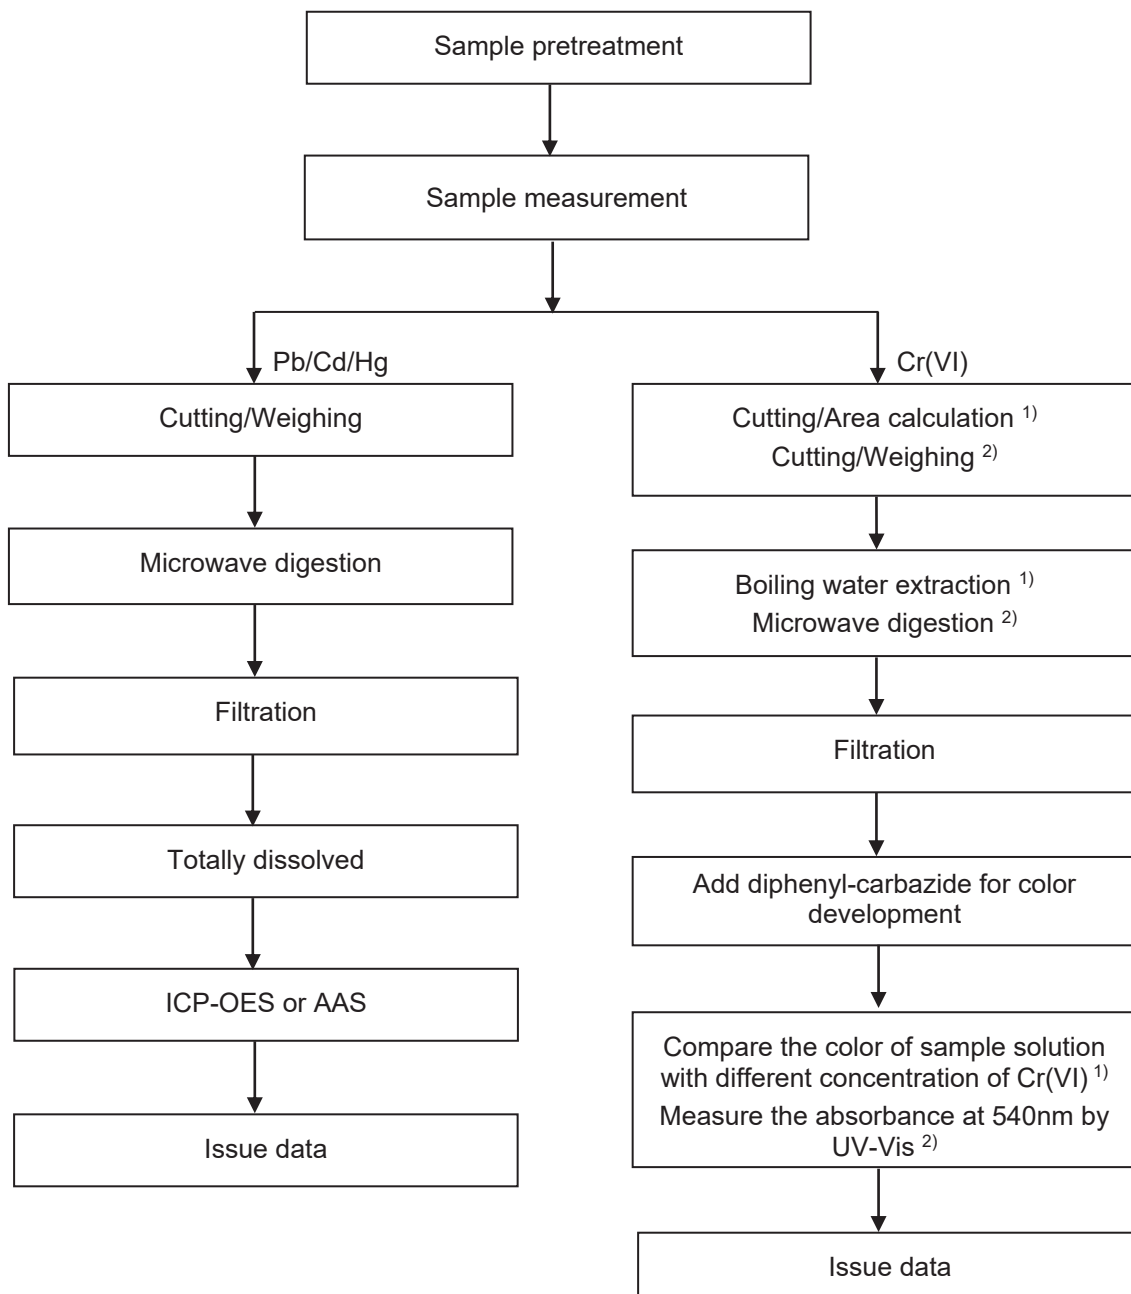 Sample pretreatment
Sample measurement
Pb/Cd/Hg
Cutting/Weighing
Microwave digestion
Filtration
Totally dissolved
ICP-OES or AAS
Issue data
Cr(VI)
Cutting/Area calculation 1)
Cutting/Weighing 2)
Boiling water extraction 1)
Microwave digestion 2)
Filtration
Add diphenyl-carbazide for color
development
Compare the color of sample solution
with different concentration of Cr(VI) 1)
Measure the absorbance at 540nm by
UV-Vis 2)
Issue data